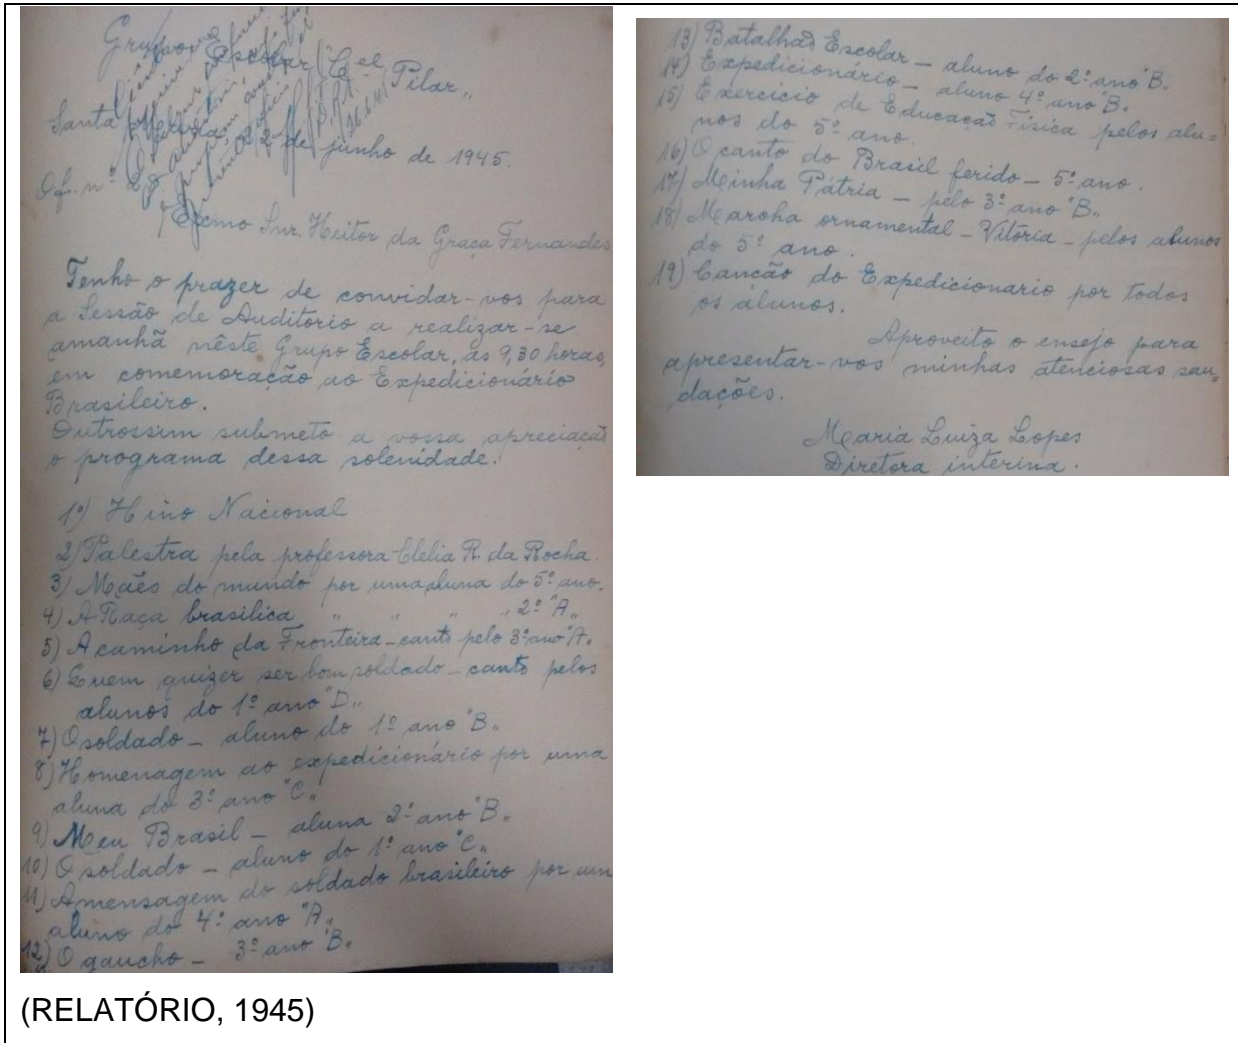 Grupo Escolar "Cel Pilar"
Santa Maria, 22 de junho de 1945.
Of. nº
Exmo Snr. Heitor da Graça Fernandes
Tenho o prazer de convidar-vos para
a Sessão de Auditorio a realizar-se
amanhã nêste Grupo Escolar, ás 9,30 horas,
em comemoração ao Expedicionário
Brasileiro.
Outrossim submeto a vossa apreciação
o programa dessa solenidade.
1º) Hino Nacional
2) Palestra pela professora Clelia R. da Rocha.
3) Mães do mundo por uma aluna do 5º ano.
4) A Raça brasilica " " " " 2º "A"
5) A caminho da Fronteira - canto pelo 3º ano "A".
6) Quem quizer ser bom soldado - canto pelos
alunos do 1º ano "D"
7) O soldado - aluno do 1º ano "B"
8) Homenagem ao expedicionário por uma
aluna do 3º ano "C"
9) Meu Brasil - aluna 2º ano "B"
10) O soldado - aluno do 1º ano "C"
11) A mensagem do soldado brasileiro por um
aluno do 4º ano "A"
12) O gaucho - 3º ano "B"
13) Batalhão Escolar - aluno do 2º ano "B"
14) Expedicionário - aluno 4º ano "B"
15) Exercicio de Educação Fisica pelos alu=
nos do 5º ano.
16) O canto do Brasil ferido - 5º ano.
17) Minha Pátria - pelo 3º ano "B"
18) Marcha ornamental - Vitória - pelos alunos
do 5º ano.
19) Canção do Expedicionario por todos
os alunos.
Aproveito o ensejo para
apresentar-vos minhas atenciosas sau=
dações.
Maria Luiza Lopes
Diretora interina.
(RELATÓRIO, 1945)